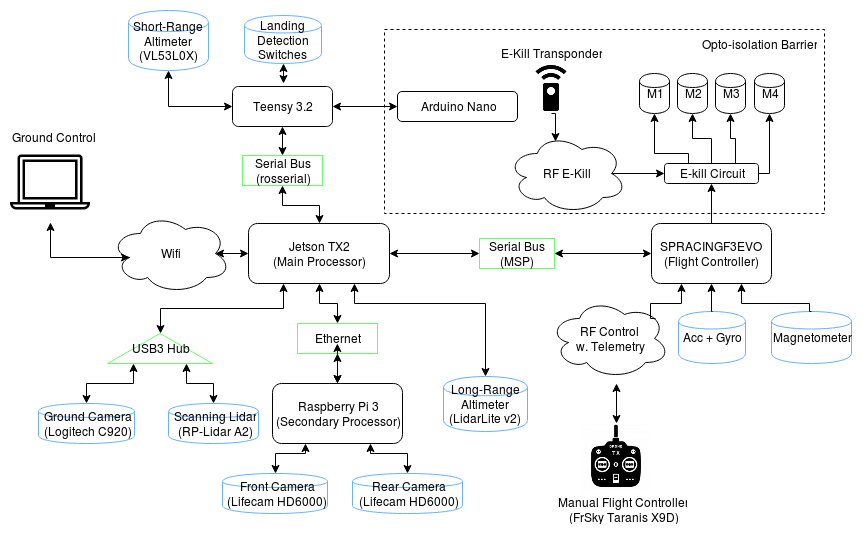 Short-Range
Altimeter
(VL53L0X)
Landing
Detection
Switches
Opto-isolation Barrier
E-Kill Transponder
M1
M2
M3
M4
Teensy 3.2
Arduino Nano
Ground Control
Serial Bus
(rosserial)
RF E-Kill
E-kill Circuit
Wifi
Jetson TX2
(Main Processor)
Serial Bus
(MSP)
SPRACINGF3EVO
(Flight Controller)
USB3 Hub
Ethernet
RF Control
w. Telemetry
Acc + Gyro
Magnetometer
Ground Camera
(Logitech C920)
Scanning Lidar
(RP-Lidar A2)
Raspberry Pi 3
(Secondary Processor)
Long-Range
Altimeter
(LidarLite v2)
Front Camera
(Lifecam HD6000)
Rear Camera
(Lifecam HD6000)
DRONE
TX
Manual Flight Controller
(FrSky Taranis X9D)